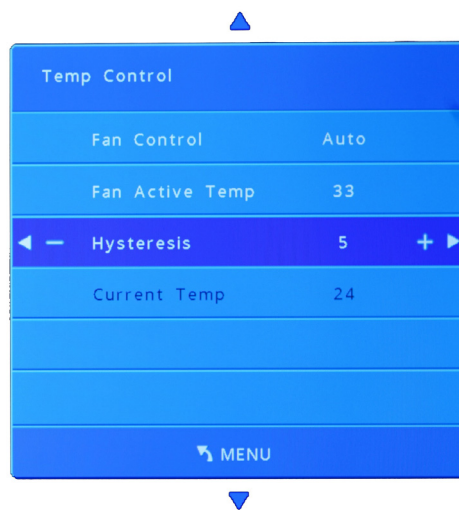 Temp Control
Fan Control Auto
Fan Active Temp 33
− Hysteresis 5 +
Current Temp 24
MENU